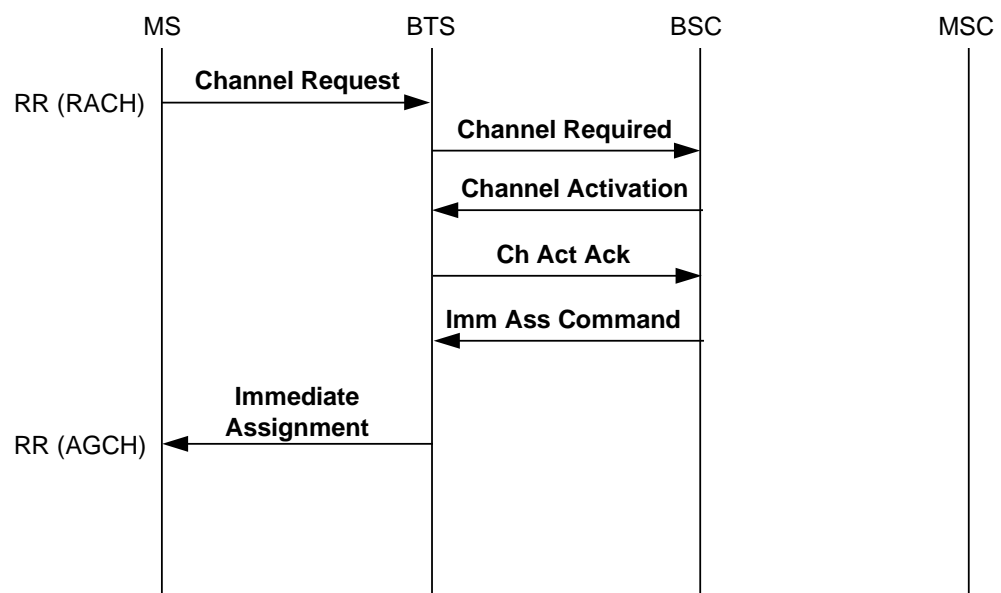 MS BTS BSC MSC
Channel Request
RR (RACH)
Channel Required
Channel Activation
Ch Act Ack
Imm Ass Command
Immediate
Assignment
RR (AGCH)